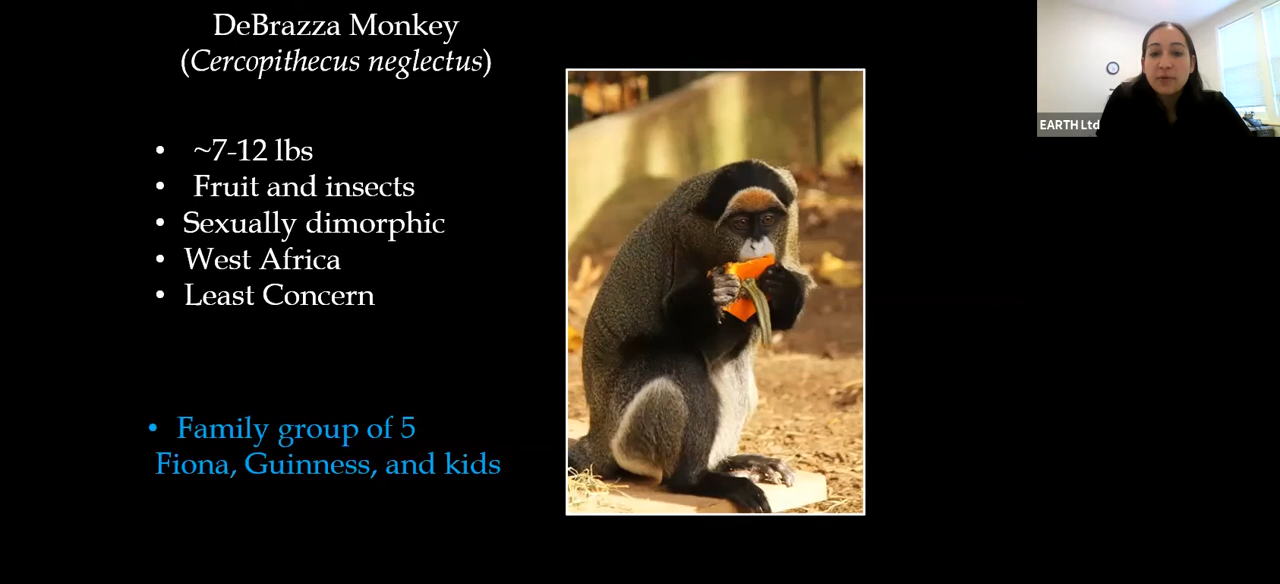 DeBrazza Monkey
(Cercopithecus neglectus)
• ~7-12 lbs
• Fruit and insects
• Sexually dimorphic
• West Africa
• Least Concern
• Family group of 5
Fiona, Guinness, and kids
EARTH Ltd